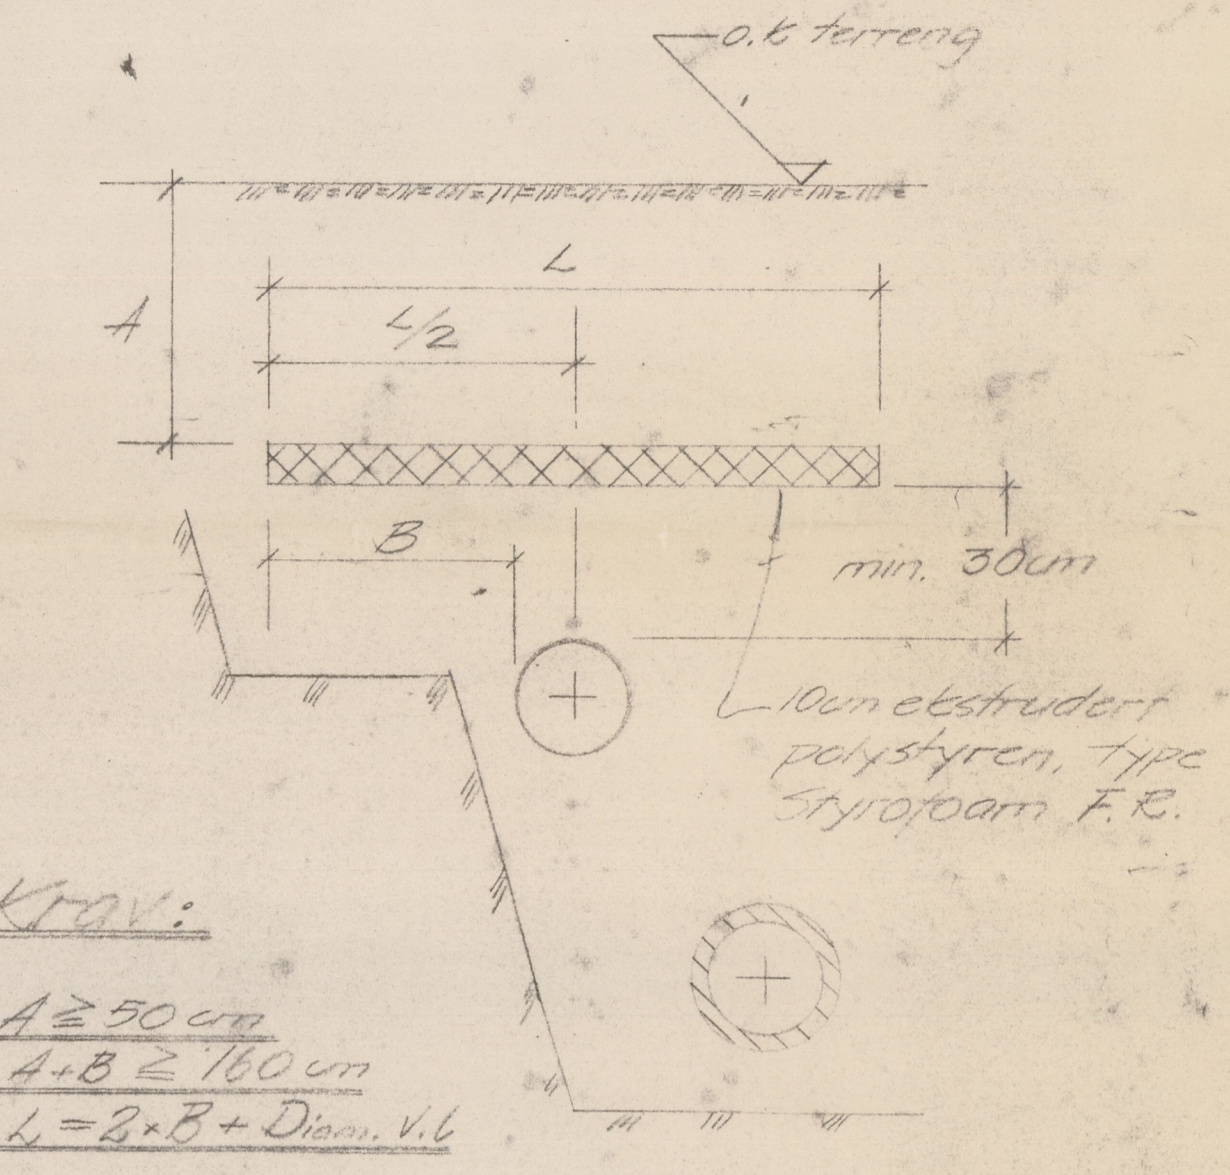 o.k terreng
L
A
L/2
B
min. 30cm
10cm ekstrudert
polystyren, type
Styrofoam F.R.
Krav:
A ≧ 50 cm
A+B ≧ 160 cm
L = 2×B + Diam. v.l